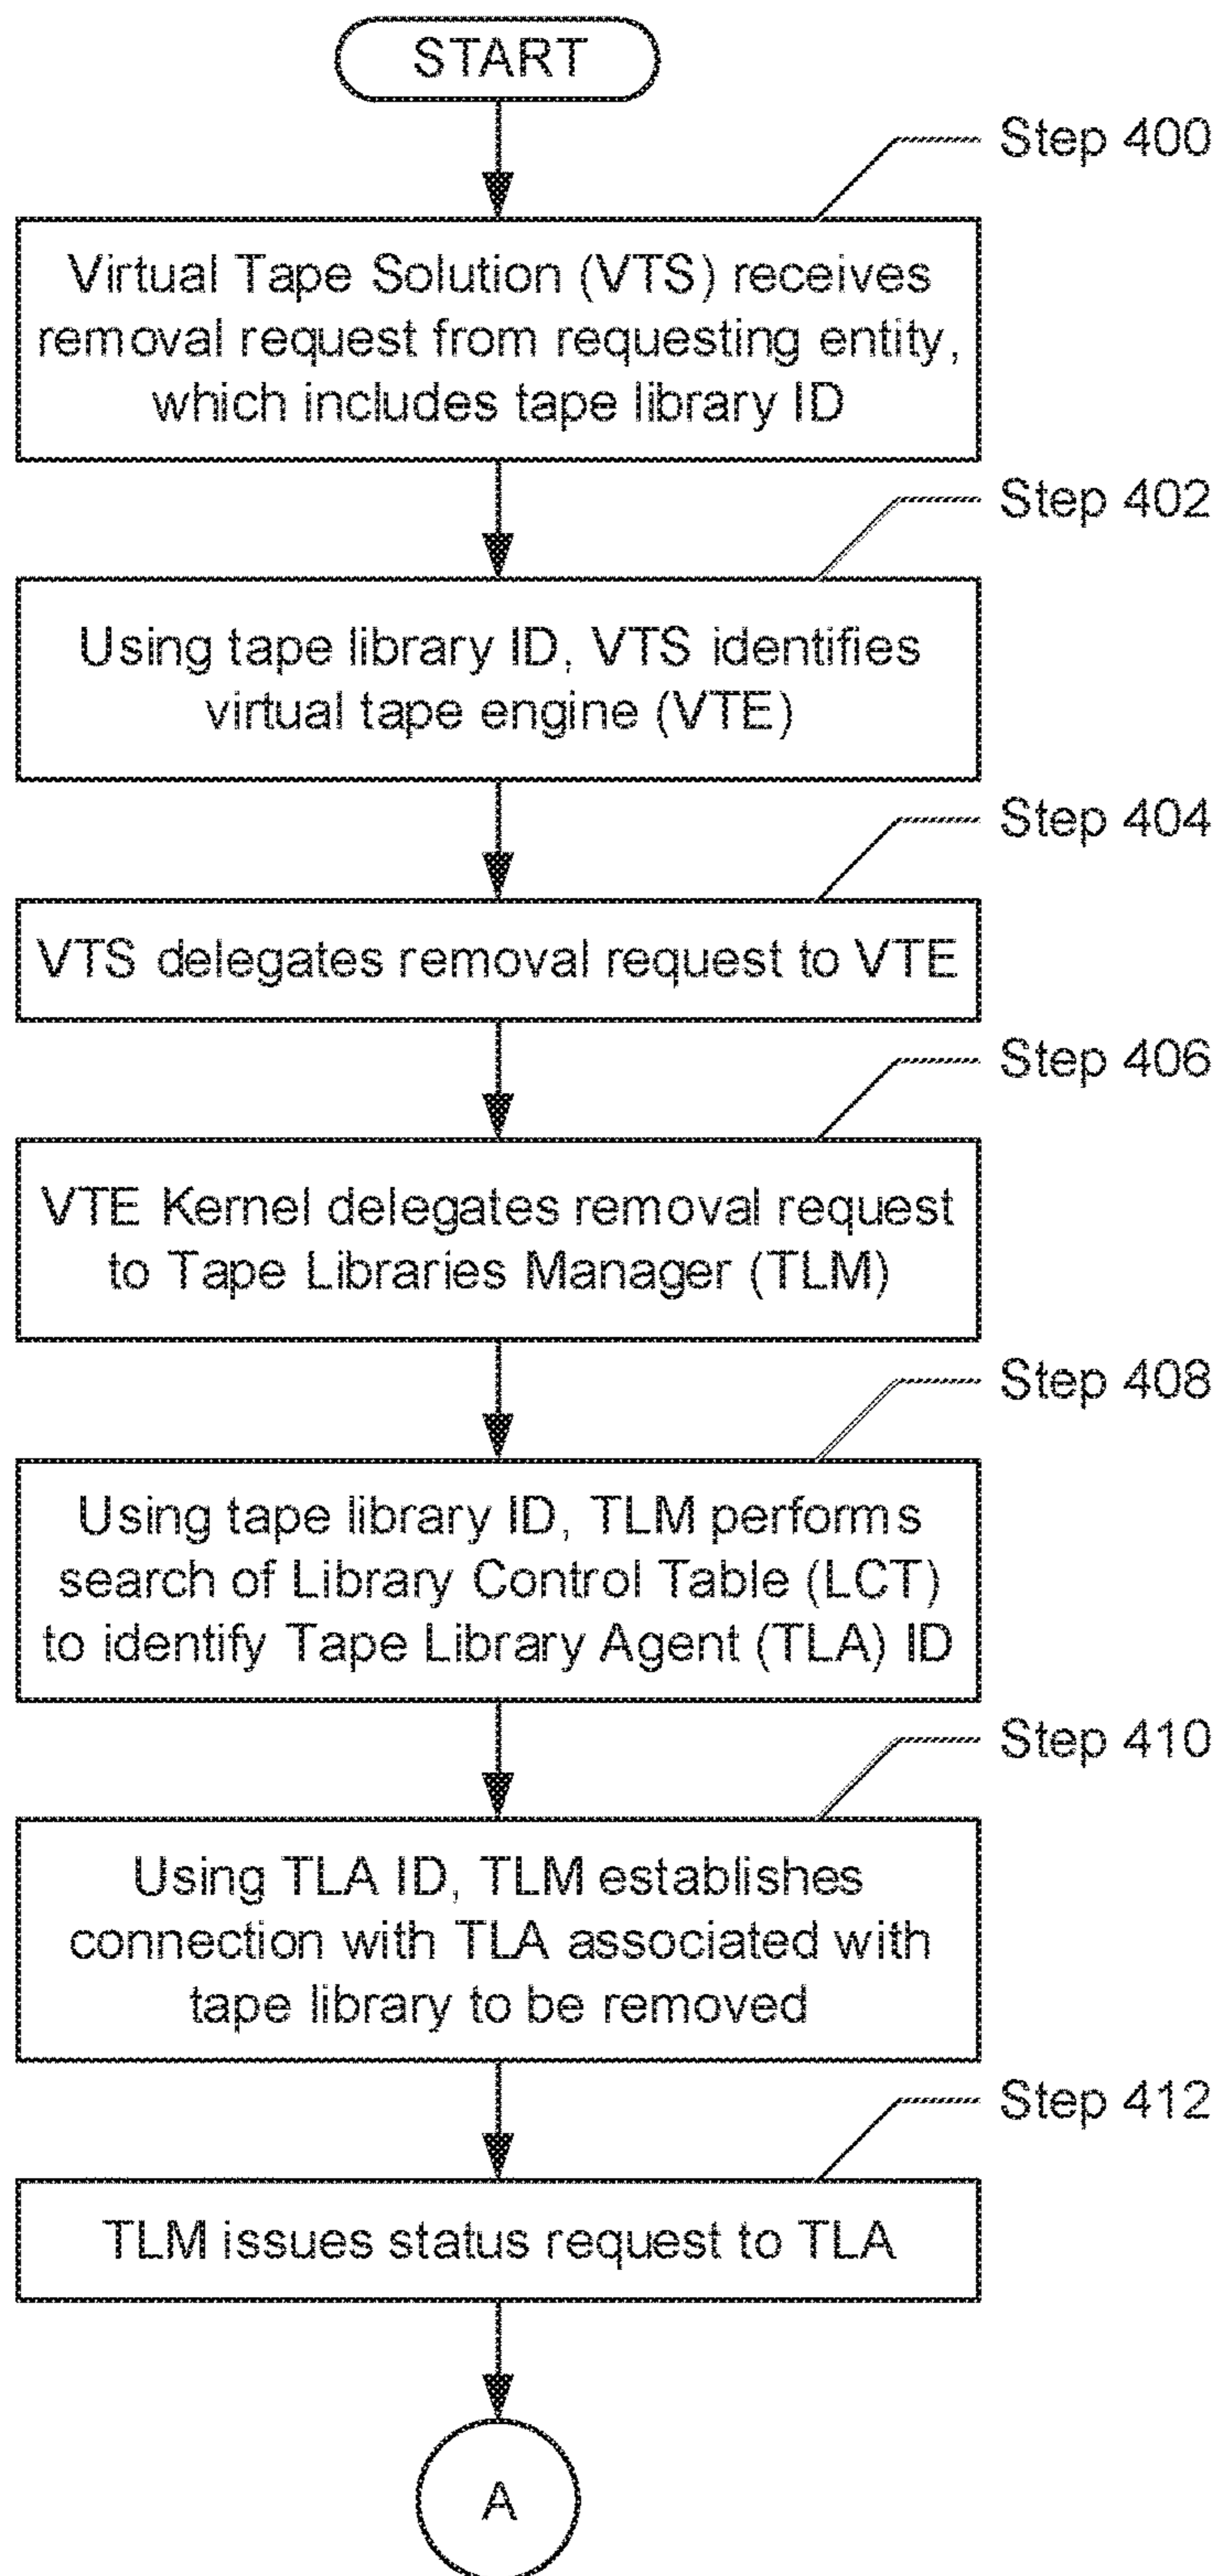 START
Step 400
Virtual Tape Solution (VTS) receives
removal request from requesting entity,
which includes tape library ID
Step 402
Using tape library ID, VTS identifies
virtual tape engine (VTE)
Step 404
VTS delegates removal request to VTE
Step 406
VTE Kernel delegates removal request
to Tape Libraries Manager (TLM)
Step 408
Using tape library ID, TLM performs
search of Library Control Table (LCT)
to identify Tape Library Agent (TLA) ID
Step 410
Using TLA ID, TLM establishes
connection with TLA associated with
tape library to be removed
Step 412
TLM issues status request to TLA
A